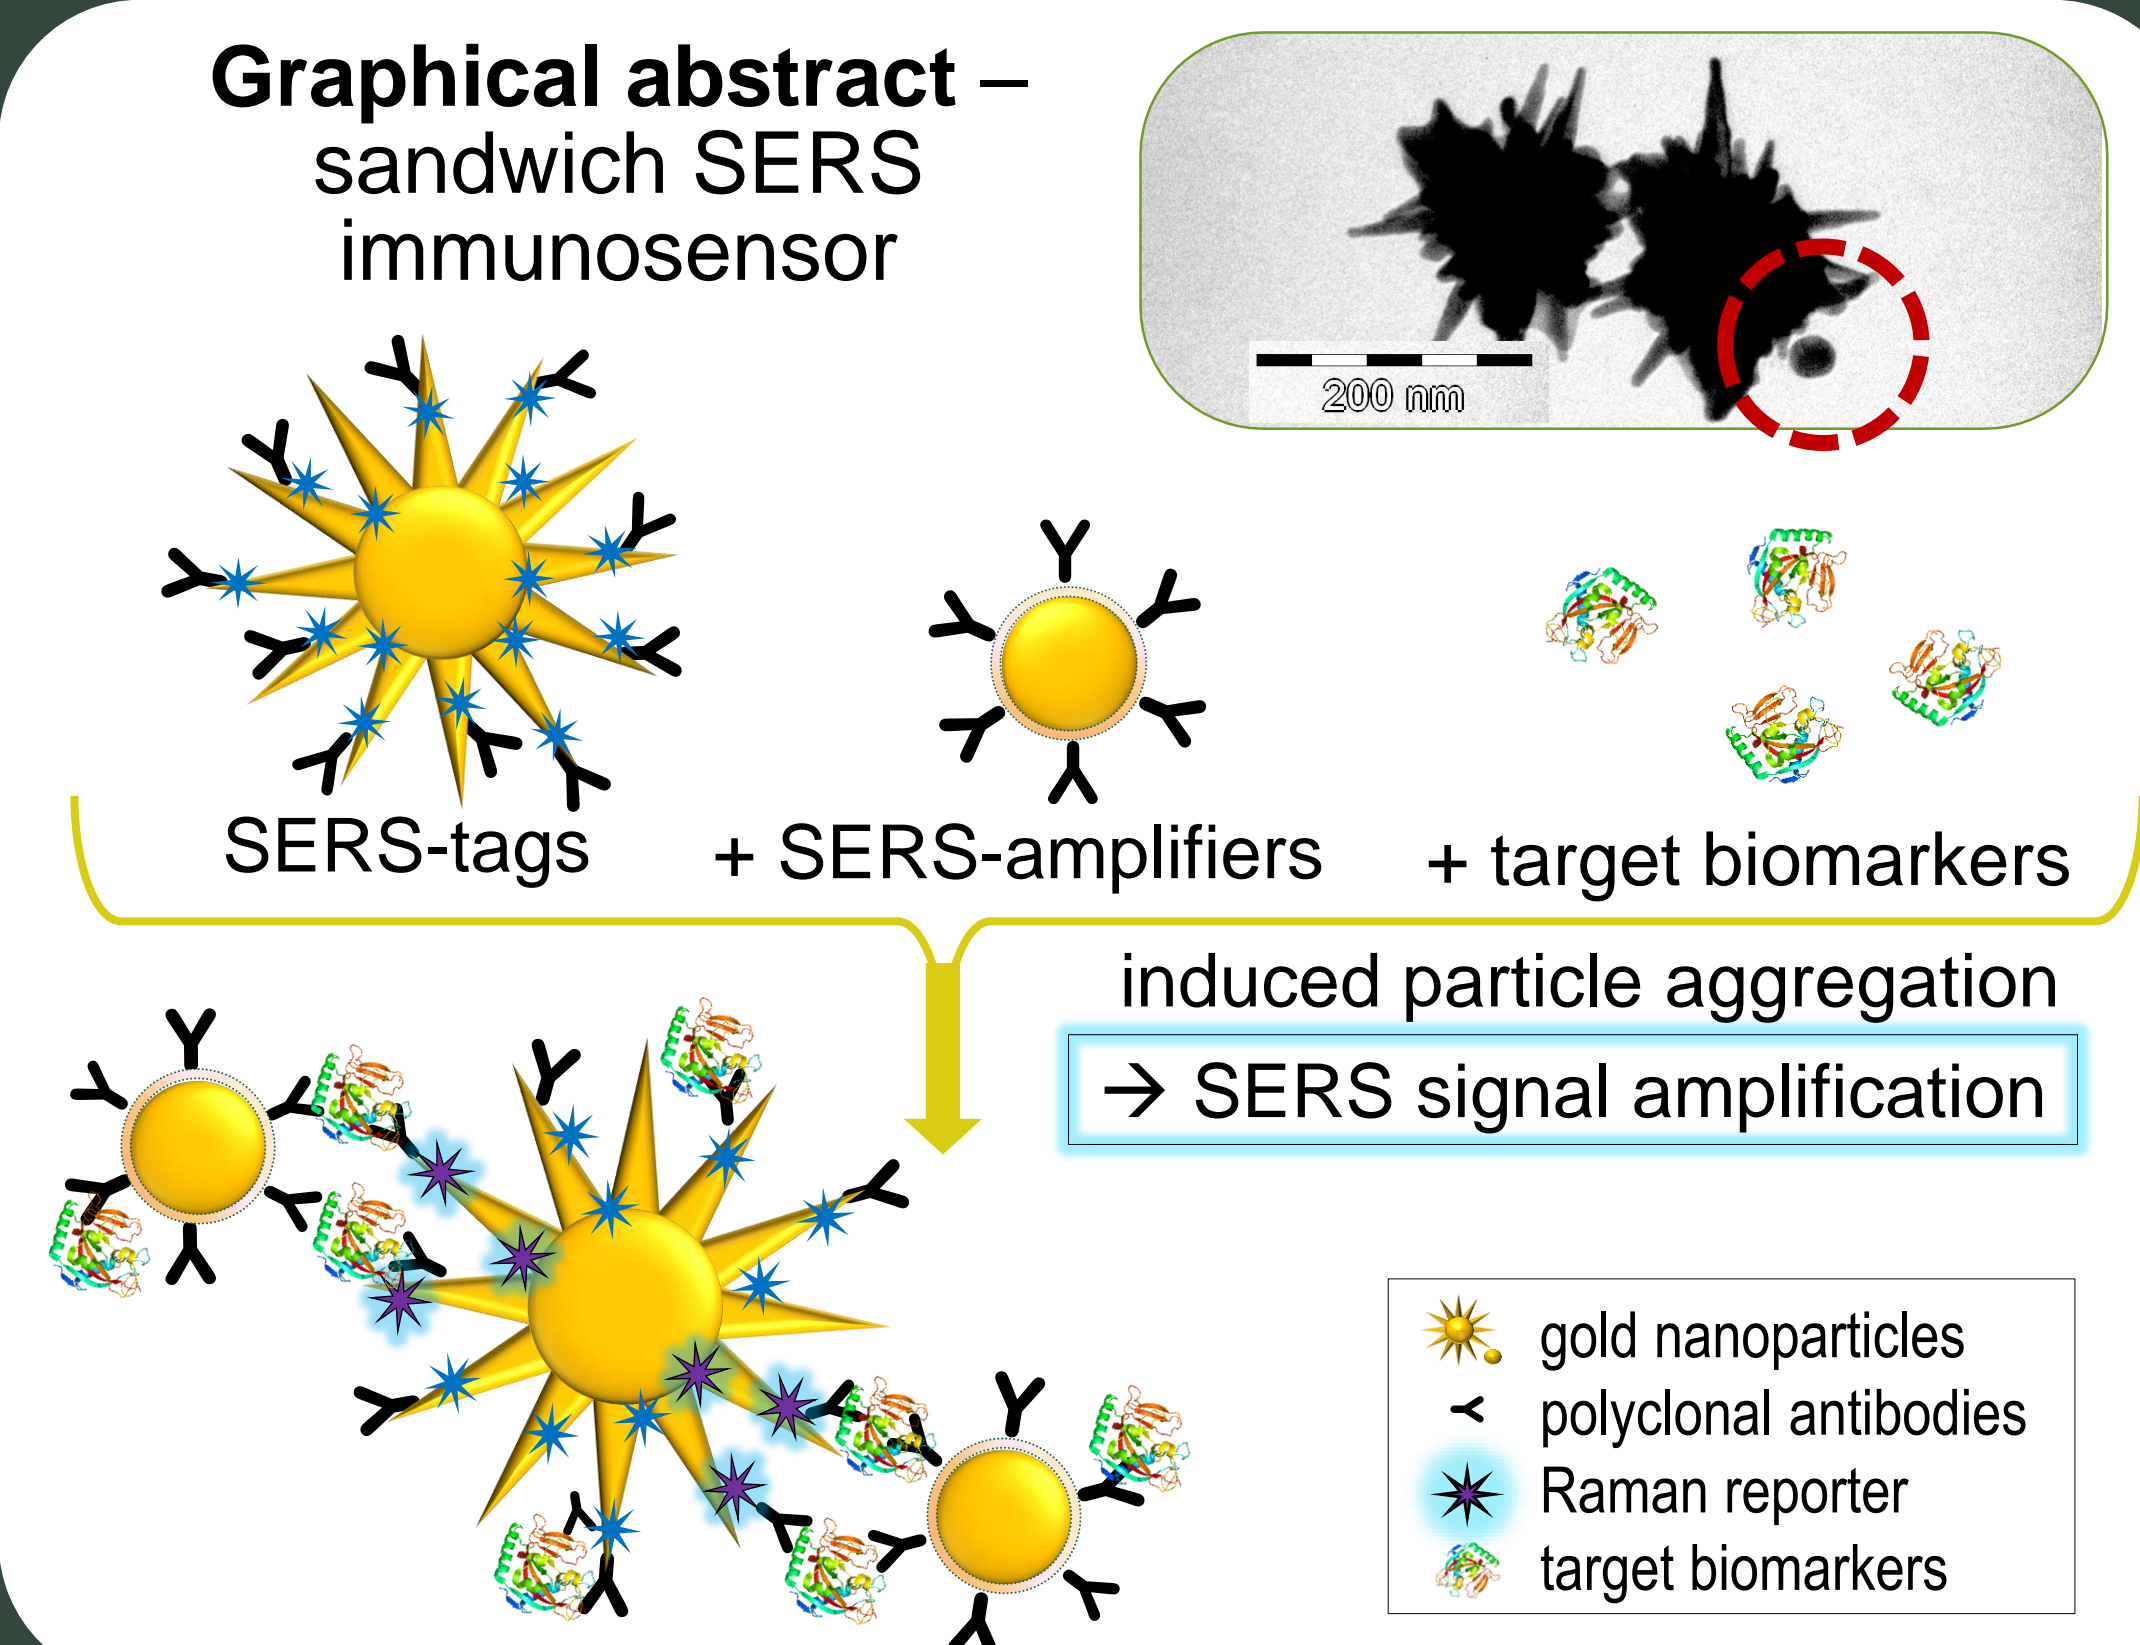 Graphical abstract –
sandwich SERS
immunosensor
200 nm
SERS-tags + SERS-amplifiers + target biomarkers
induced particle aggregation
→ SERS signal amplification
gold nanoparticles
polyclonal antibodies
Raman reporter
target biomarkers